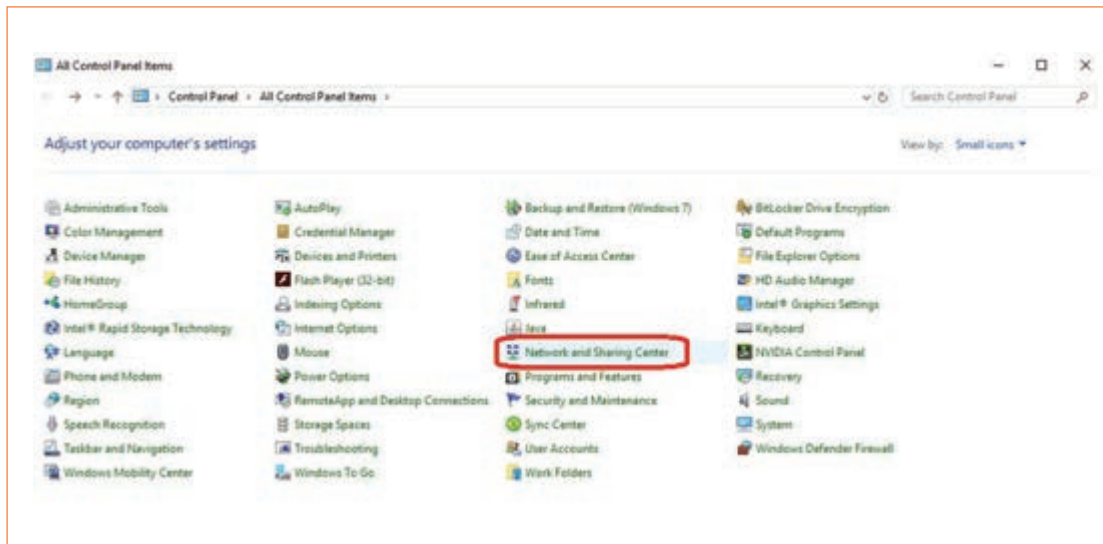 All Control Panel Items
Control Panel › All Control Panel Items ›
Search Control Panel
Adjust your computer's settings
View by: Small icons
Administrative Tools
AutoPlay
Backup and Restore (Windows 7)
BitLocker Drive Encryption
Color Management
Credential Manager
Date and Time
Default Programs
Device Manager
Devices and Printers
Ease of Access Center
File Explorer Options
File History
Flash Player (32-bit)
Fonts
HD Audio Manager
HomeGroup
Indexing Options
Infrared
Intel® Graphics Settings
Intel® Rapid Storage Technology
Internet Options
Java
Keyboard
Language
Mouse
Network and Sharing Center
NVIDIA Control Panel
Phone and Modem
Power Options
Programs and Features
Recovery
Region
RemoteApp and Desktop Connections
Security and Maintenance
Sound
Speech Recognition
Storage Spaces
Sync Center
System
Taskbar and Navigation
Troubleshooting
User Accounts
Windows Defender Firewall
Windows Mobility Center
Windows To Go
Work Folders